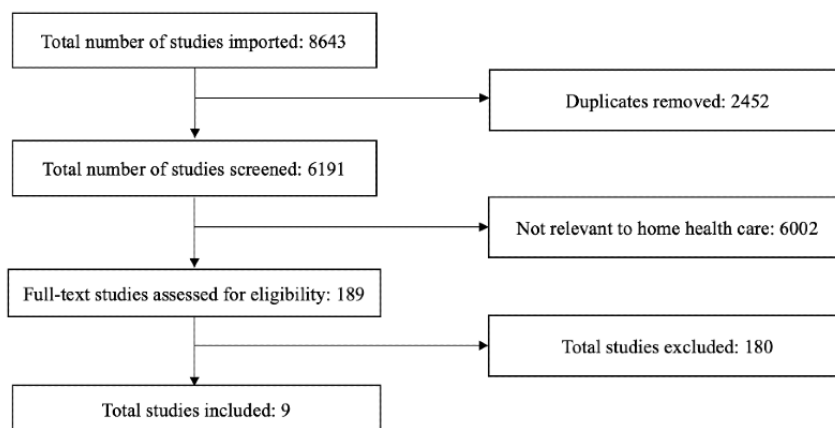 Total number of studies imported: 8643
Duplicates removed: 2452
Total number of studies screened: 6191
Not relevant to home health care: 6002
Full-text studies assessed for eligibility: 189
Total studies excluded: 180
Total studies included: 9